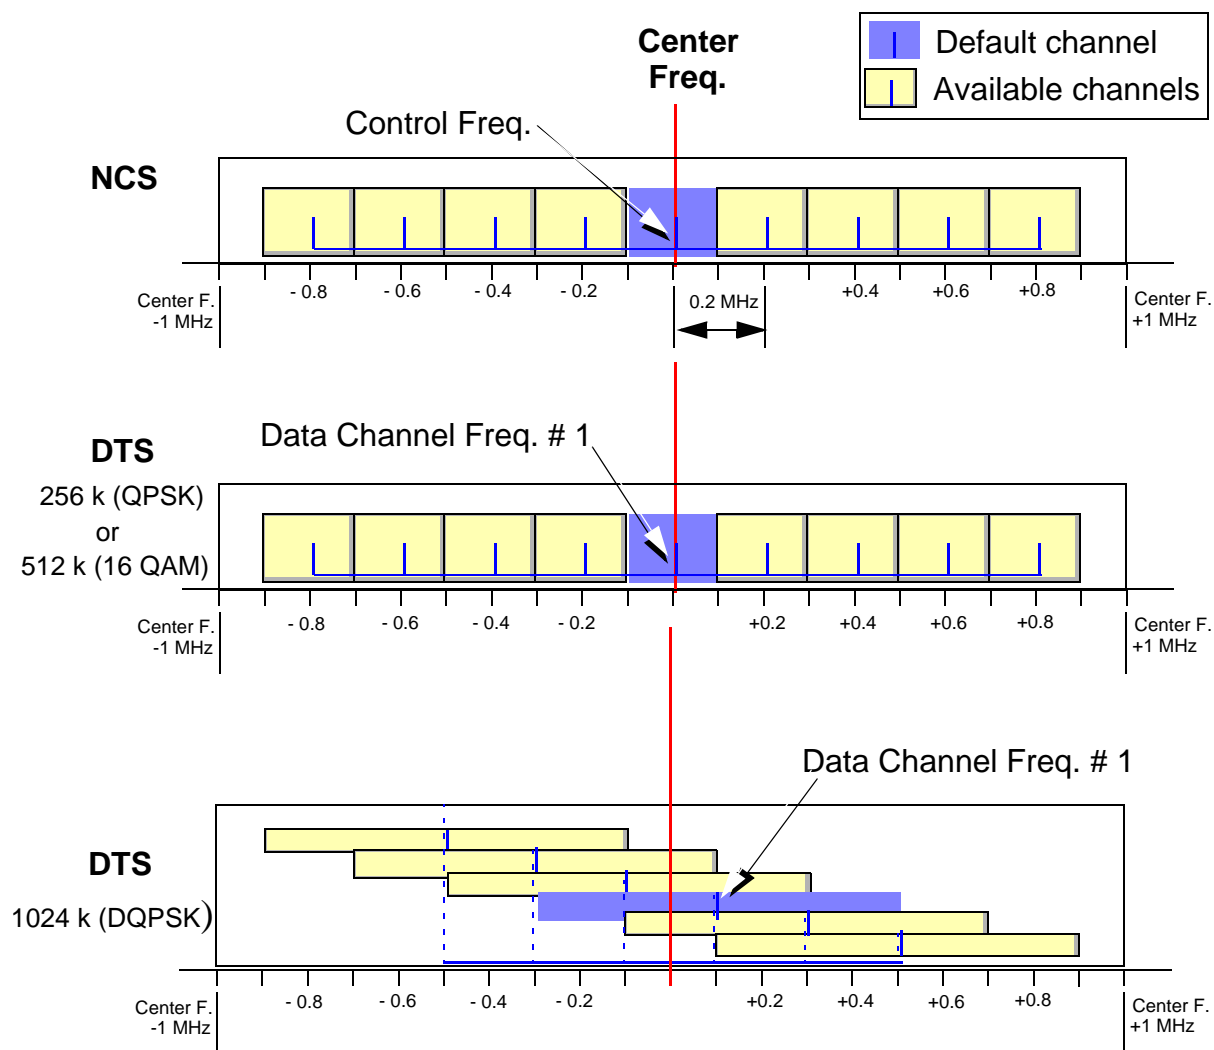 Center
Freq.
Default channel
Available channels
Control Freq.
NCS
Center F.
-1 MHz
- 0.8
- 0.6
- 0.4
- 0.2
0.2 MHz
+0.4
+0.6
+0.8
Center F.
+1 MHz
Data Channel Freq. # 1
DTS
256 k (QPSK)
or
512 k (16 QAM)
Center F.
-1 MHz
- 0.8
- 0.6
- 0.4
- 0.2
+0.2
+0.4
+0.6
+0.8
Center F.
+1 MHz
Data Channel Freq. # 1
DTS
1024 k (DQPSK)
Center F.
-1 MHz
- 0.8
- 0.6
- 0.4
- 0.2
+0.2
+0.4
+0.6
+0.8
Center F.
+1 MHz